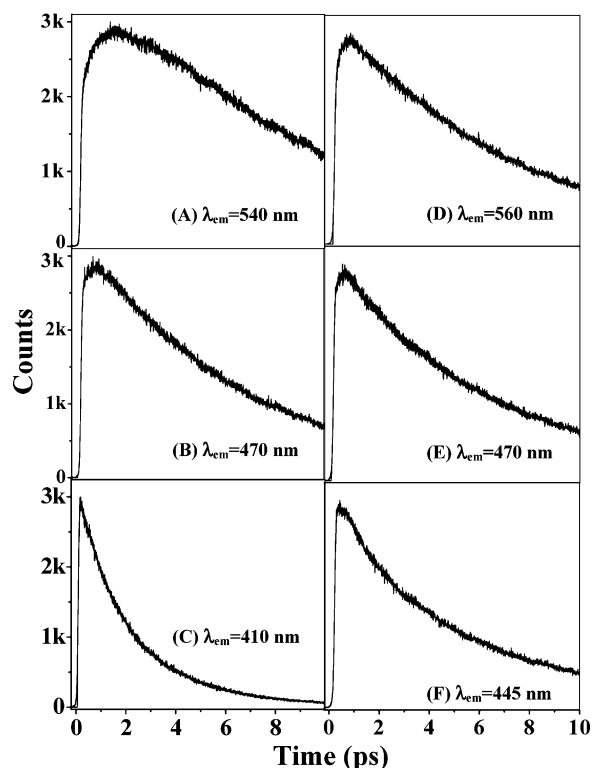 3k
2k
1k
0
(A) λem=540 nm
(D) λem=560 nm
3k
2k
1k
0
(B) λem=470 nm
(E) λem=470 nm
3k
2k
1k
0
(C) λem=410 nm
(F) λem=445 nm
0 2 4 6 8 0 2 4 6 8 10
Counts
Time (ps)